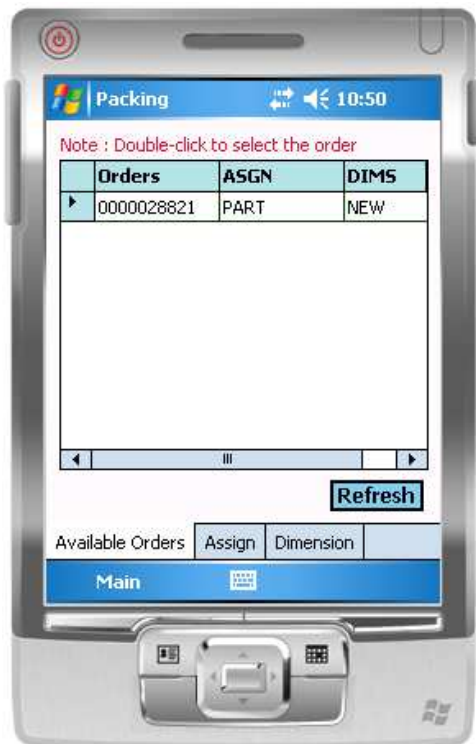 Packing 10:50
Note : Double-click to select the order
Orders ASGN DIMS
0000028821 PART NEW
Refresh
Available Orders Assign Dimension
Main